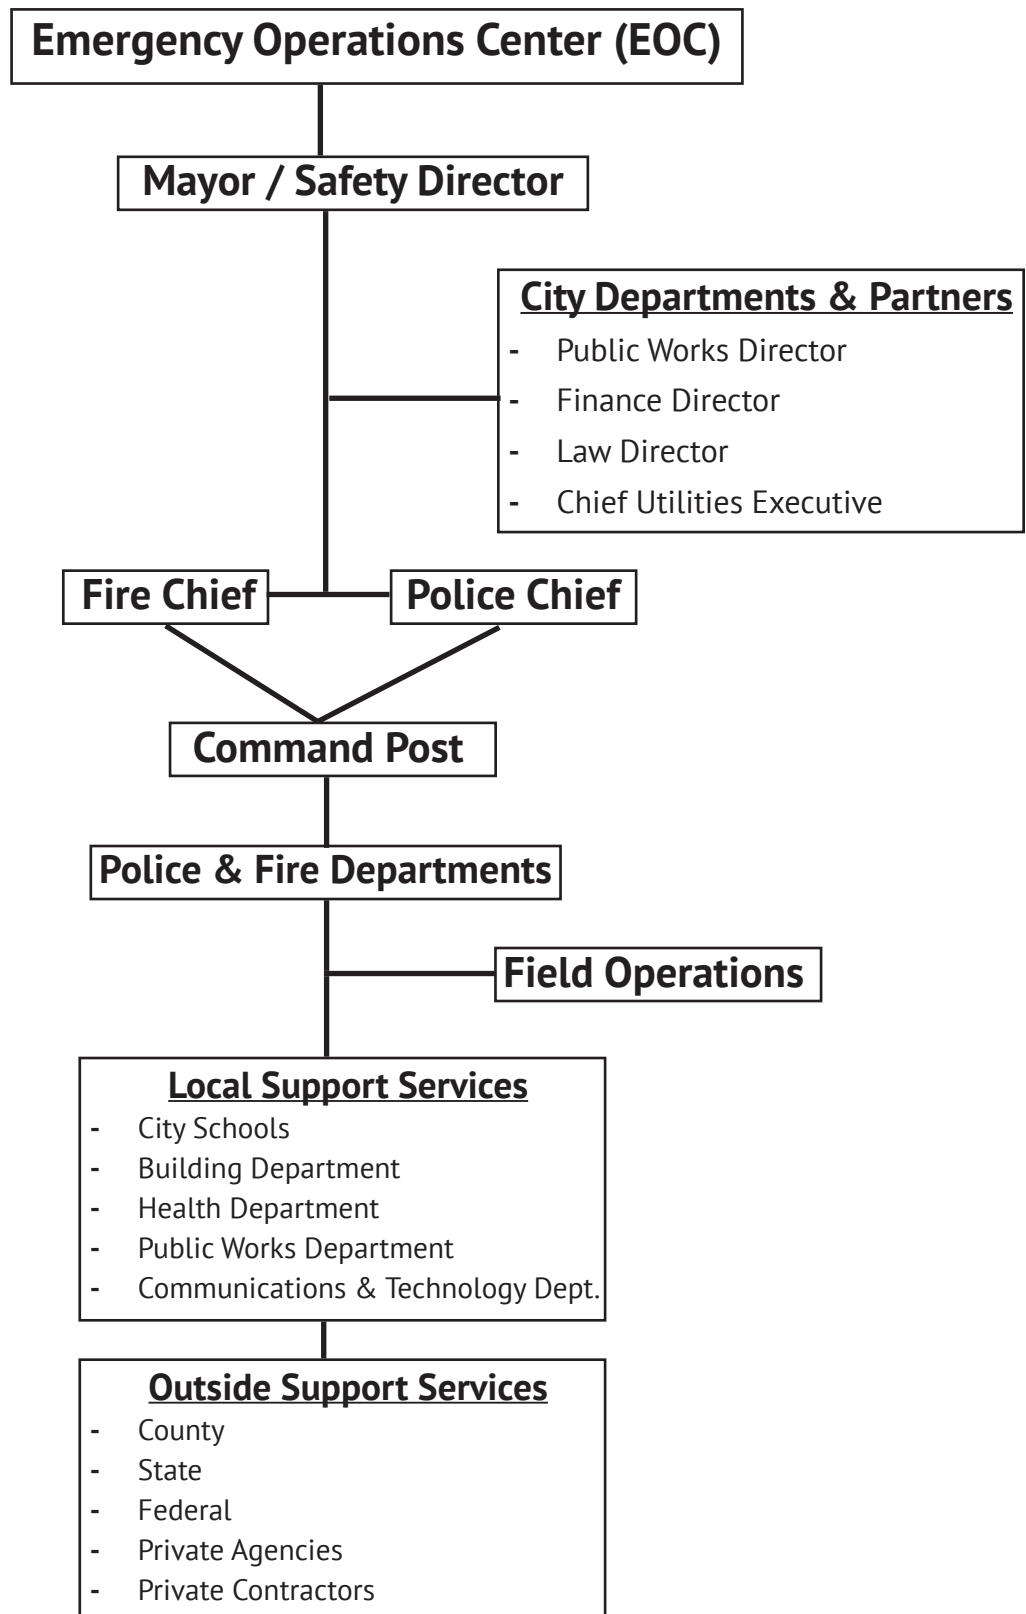 Emergency Operations Center (EOC)
Mayor / Safety Director
City Departments & Partners
- Public Works Director
- Finance Director
- Law Director
- Chief Utilities Executive
Fire Chief
Police Chief
Command Post
Police & Fire Departments
Field Operations
Local Support Services
- City Schools
- Building Department
- Health Department
- Public Works Department
- Communications & Technology Dept.
Outside Support Services
- County
- State
- Federal
- Private Agencies
- Private Contractors